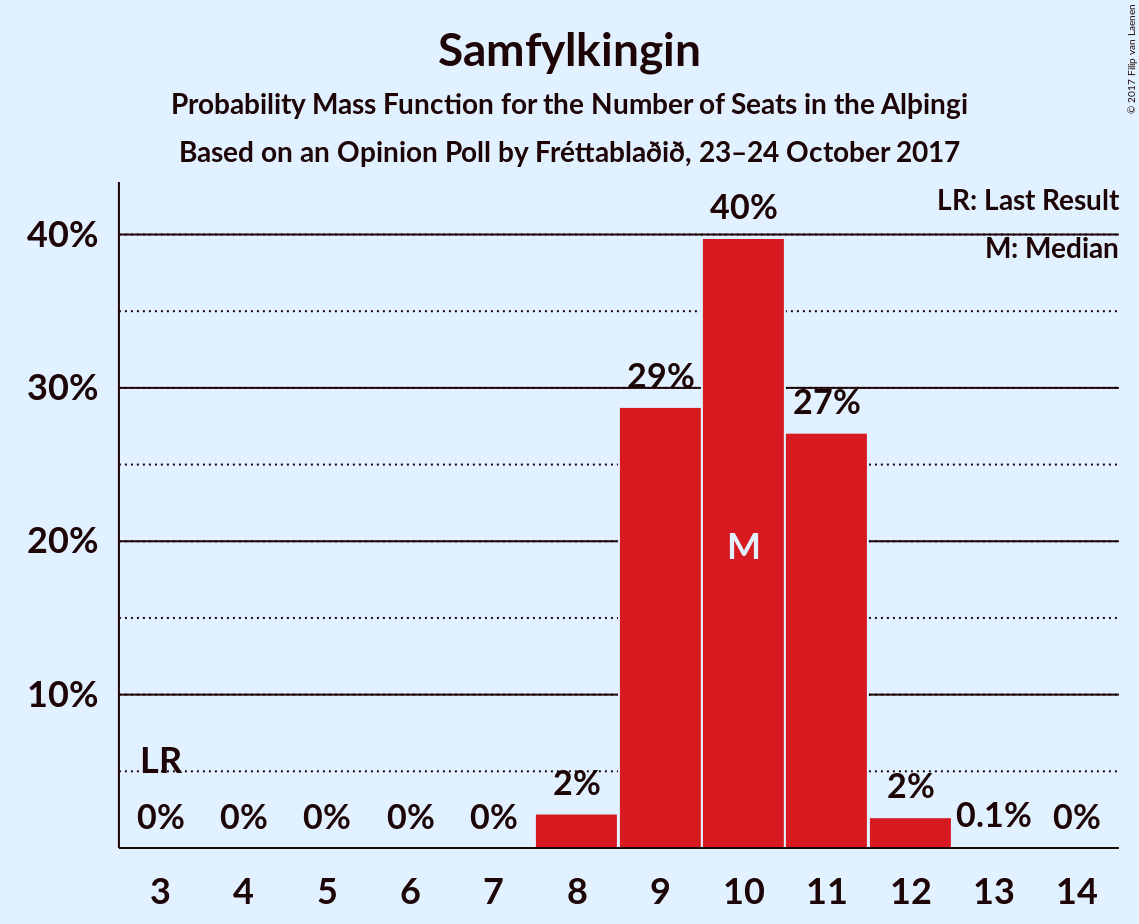 Samfylkingin
Probability Mass Function for the Number of Seats in the Alþingi
Based on an Opinion Poll by Fréttablaðið, 23–24 October 2017
© 2017 Filip van Laenen
LR: Last Result
M: Median
40%
30%
20%
10%
LR
0%
0%
0%
0%
0%
2%
29%
40%
M
27%
2%
0.1%
0%
3 4 5 6 7 8 9 10 11 12 13 14